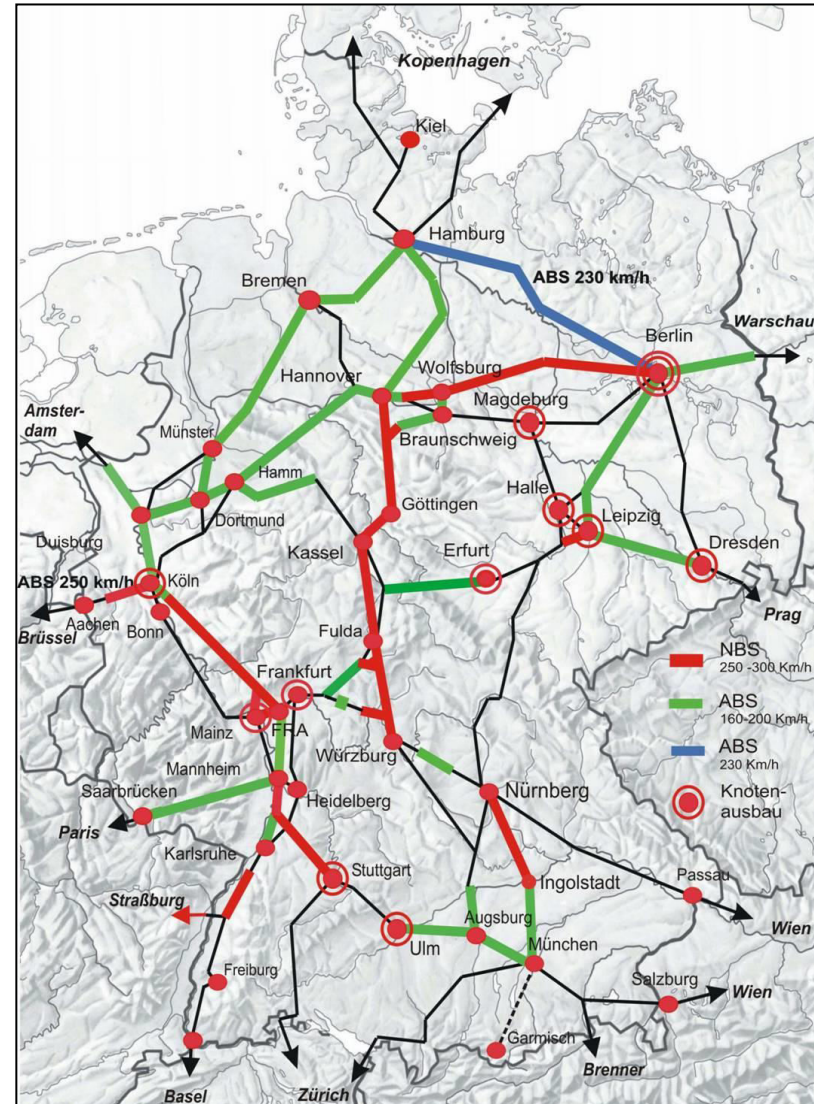 Kopenhagen
Kiel
Hamburg
ABS 230 km/h
Bremen
Berlin
Warschau
Wolfsburg
Hannover
Magdeburg
Amster-
dam
Münster
Braunschweig
Hamm
Halle
Göttingen
Leipzig
Dortmund
Duisburg
Kassel
Erfurt
Dresden
ABS 250 km/h
Köln
Aachen
Brüssel
Bonn
Prag
Fulda
NBS
250 -300 Km/h
Frankfurt
ABS
160-200 Km/h
Mainz
FRA
Würzburg
ABS
230 Km/h
Mannheim
Saarbrücken
Heidelberg
Nürnberg
Knoten-
ausbau
Paris
Karlsruhe
Stuttgart
Passau
Ingolstadt
Straßburg
Augsburg
Wien
Ulm
München
Freiburg
Salzburg
Wien
Garmisch
Brenner
Basel
Zürich